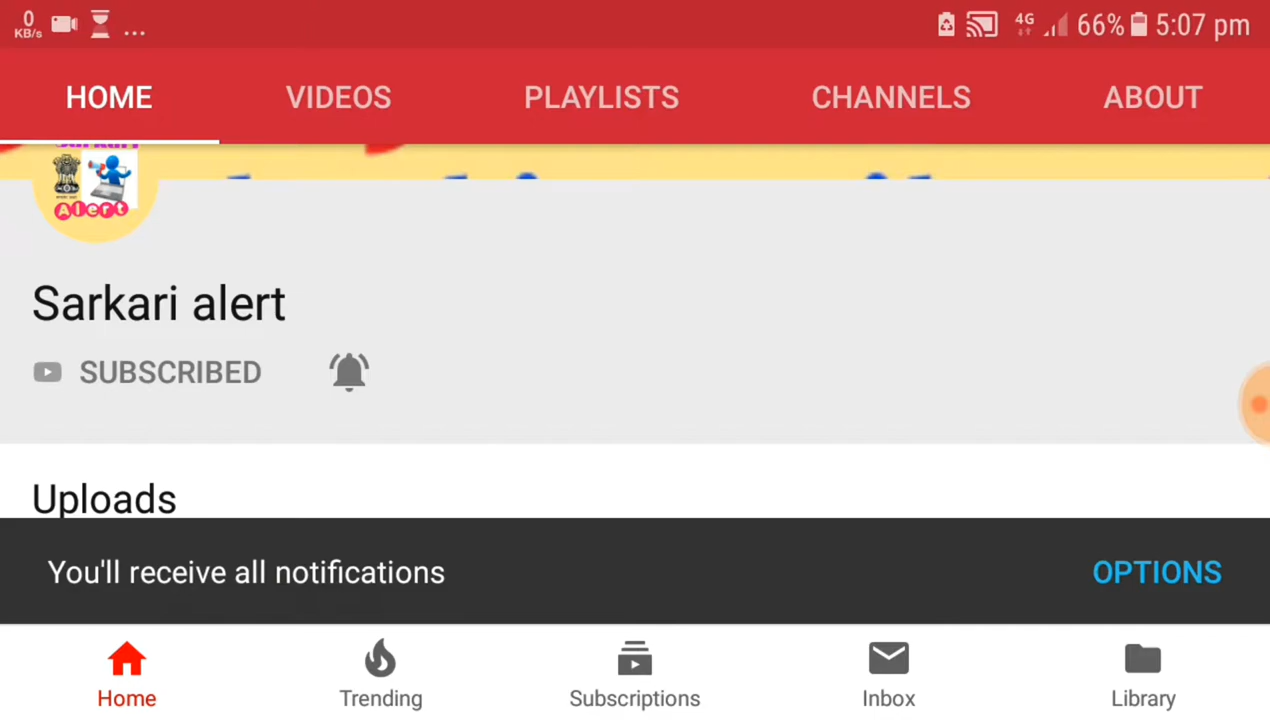 0
KB/s
...
4G
66%
5:07 pm
HOME
VIDEOS
PLAYLISTS
CHANNELS
ABOUT
Alert
Sarkari alert
SUBSCRIBED
Uploads
You'll receive all notifications
OPTIONS
Home
Trending
Subscriptions
Inbox
Library